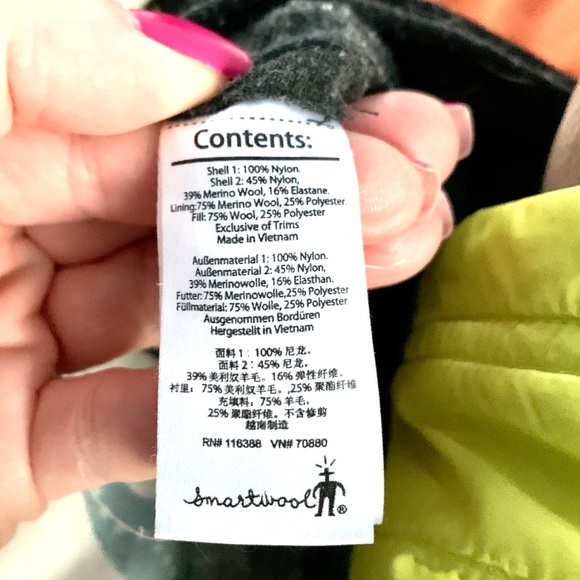 Contents:
Shell 1: 100% Nylon.
Shell 2: 45% Nylon,
39% Merino Wool, 16% Elastane.
Lining:75% Merino Wool, 25% Polyester
Fill: 75% Wool, 25% Polyester
Exclusive of Trims
Made in Vietnam
Außenmaterial 1: 100% Nylon.
Außenmaterial 2: 45% Nylon,
39% Merinowolle, 16% Elasthan.
Futter: 75% Merinowolle,25% Polyester
Füllmaterial: 75% Wolle, 25% Polyester
Ausgenommen Bordüren
Hergestellt in Vietnam
面料1：100% 尼龙。
面料2：45% 尼龙，
39% 美利奴羊毛。16% 弹性纤维。
衬里：75% 美利奴羊毛。,25% 聚酯纤维
充填料：75% 羊毛，
25% 聚酯纤维。不含修剪
越南制造
RN# 116388 VN# 70880
Smartwool ®